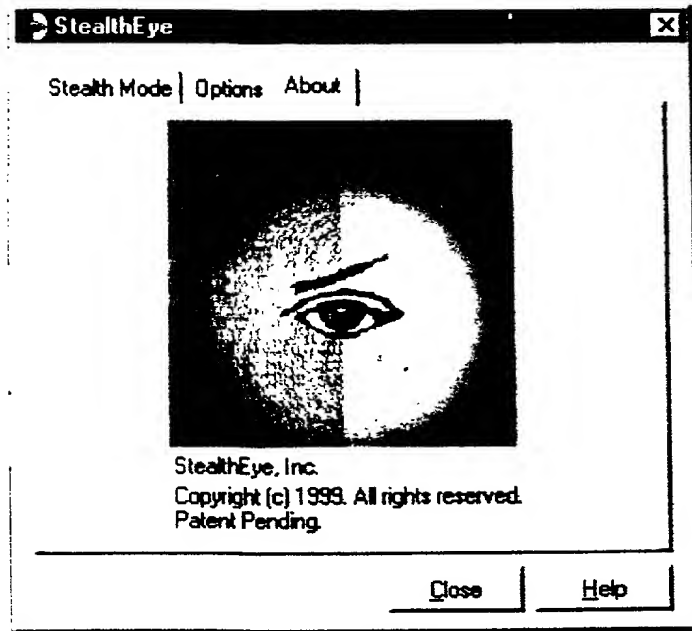 StealthEye
Stealth Mode Options About
StealthEye, Inc.
Copyright (c) 1999. All rights reserved.
Patent Pending.
Close Help